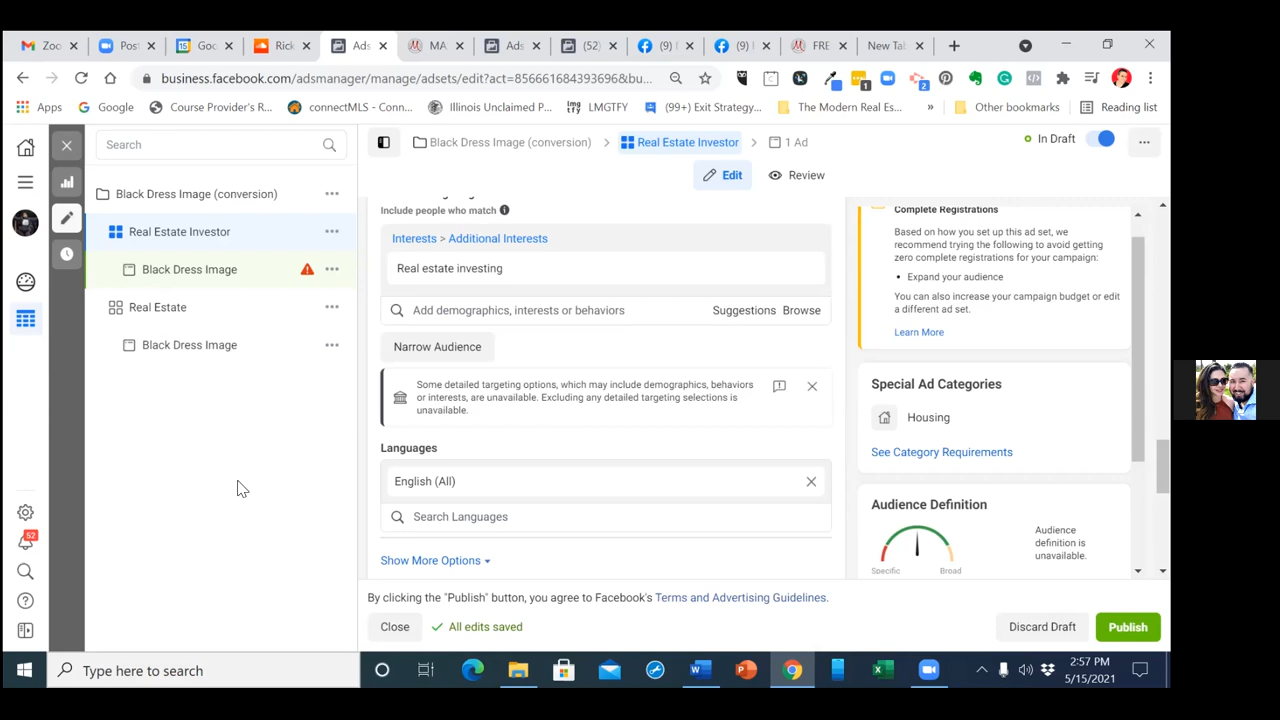 Zoo
Post
Goo
Rick
Ads
MA
Ads
(52)
(9)
(9)
FRE
New Tab
business.facebook.com/adsmanager/manage/adsets/edit?act=856661684393696&bu...
1
2
Apps
Google
Course Provider's R...
connectMLS - Conn...
Illinois Unclaimed P...
LMGTFY
(99+) Exit Strategy...
The Modern Real Es...
»
Other bookmarks
Reading list
Search
Black Dress Image (conversion)
Real Estate Investor
Black Dress Image
Real Estate
Black Dress Image
52
Black Dress Image (conversion) > Real Estate Investor > 1 Ad
In Draft
Edit
Review
Include people who match
Interests > Additional Interests
Real estate investing
Add demographics, interests or behaviors
Suggestions
Browse
Narrow Audience
Some detailed targeting options, which may include demographics, behaviors
or interests, are unavailable. Excluding any detailed targeting selections is
unavailable.
Languages
English (All)
Search Languages
Show More Options
Complete Registrations
Based on how you set up this ad set, we
recommend trying the following to avoid getting
zero complete registrations for your campaign:
• Expand your audience
You can also increase your campaign budget or edit
a different ad set.
Learn More
Special Ad Categories
Housing
See Category Requirements
Audience Definition
Audience
definition is
unavailable.
Specific
Broad
By clicking the "Publish" button, you agree to Facebook's Terms and Advertising Guidelines.
Close
All edits saved
Discard Draft
Publish
Type here to search
2:57 PM
5/15/2021